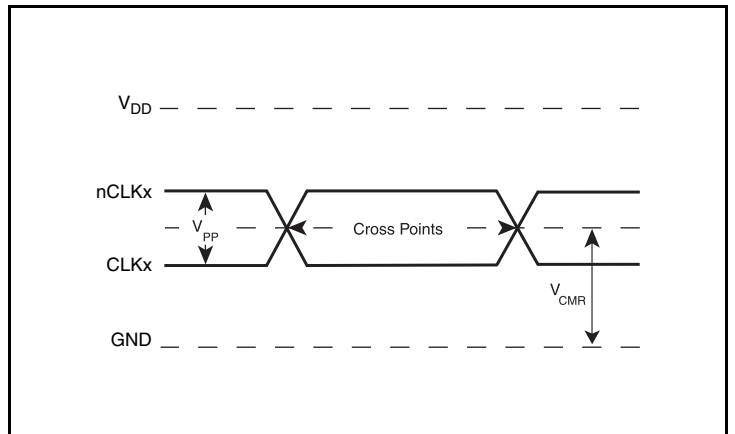 VDD
nCLKx
VPP
Cross Points
CLKx
VCMR
GND